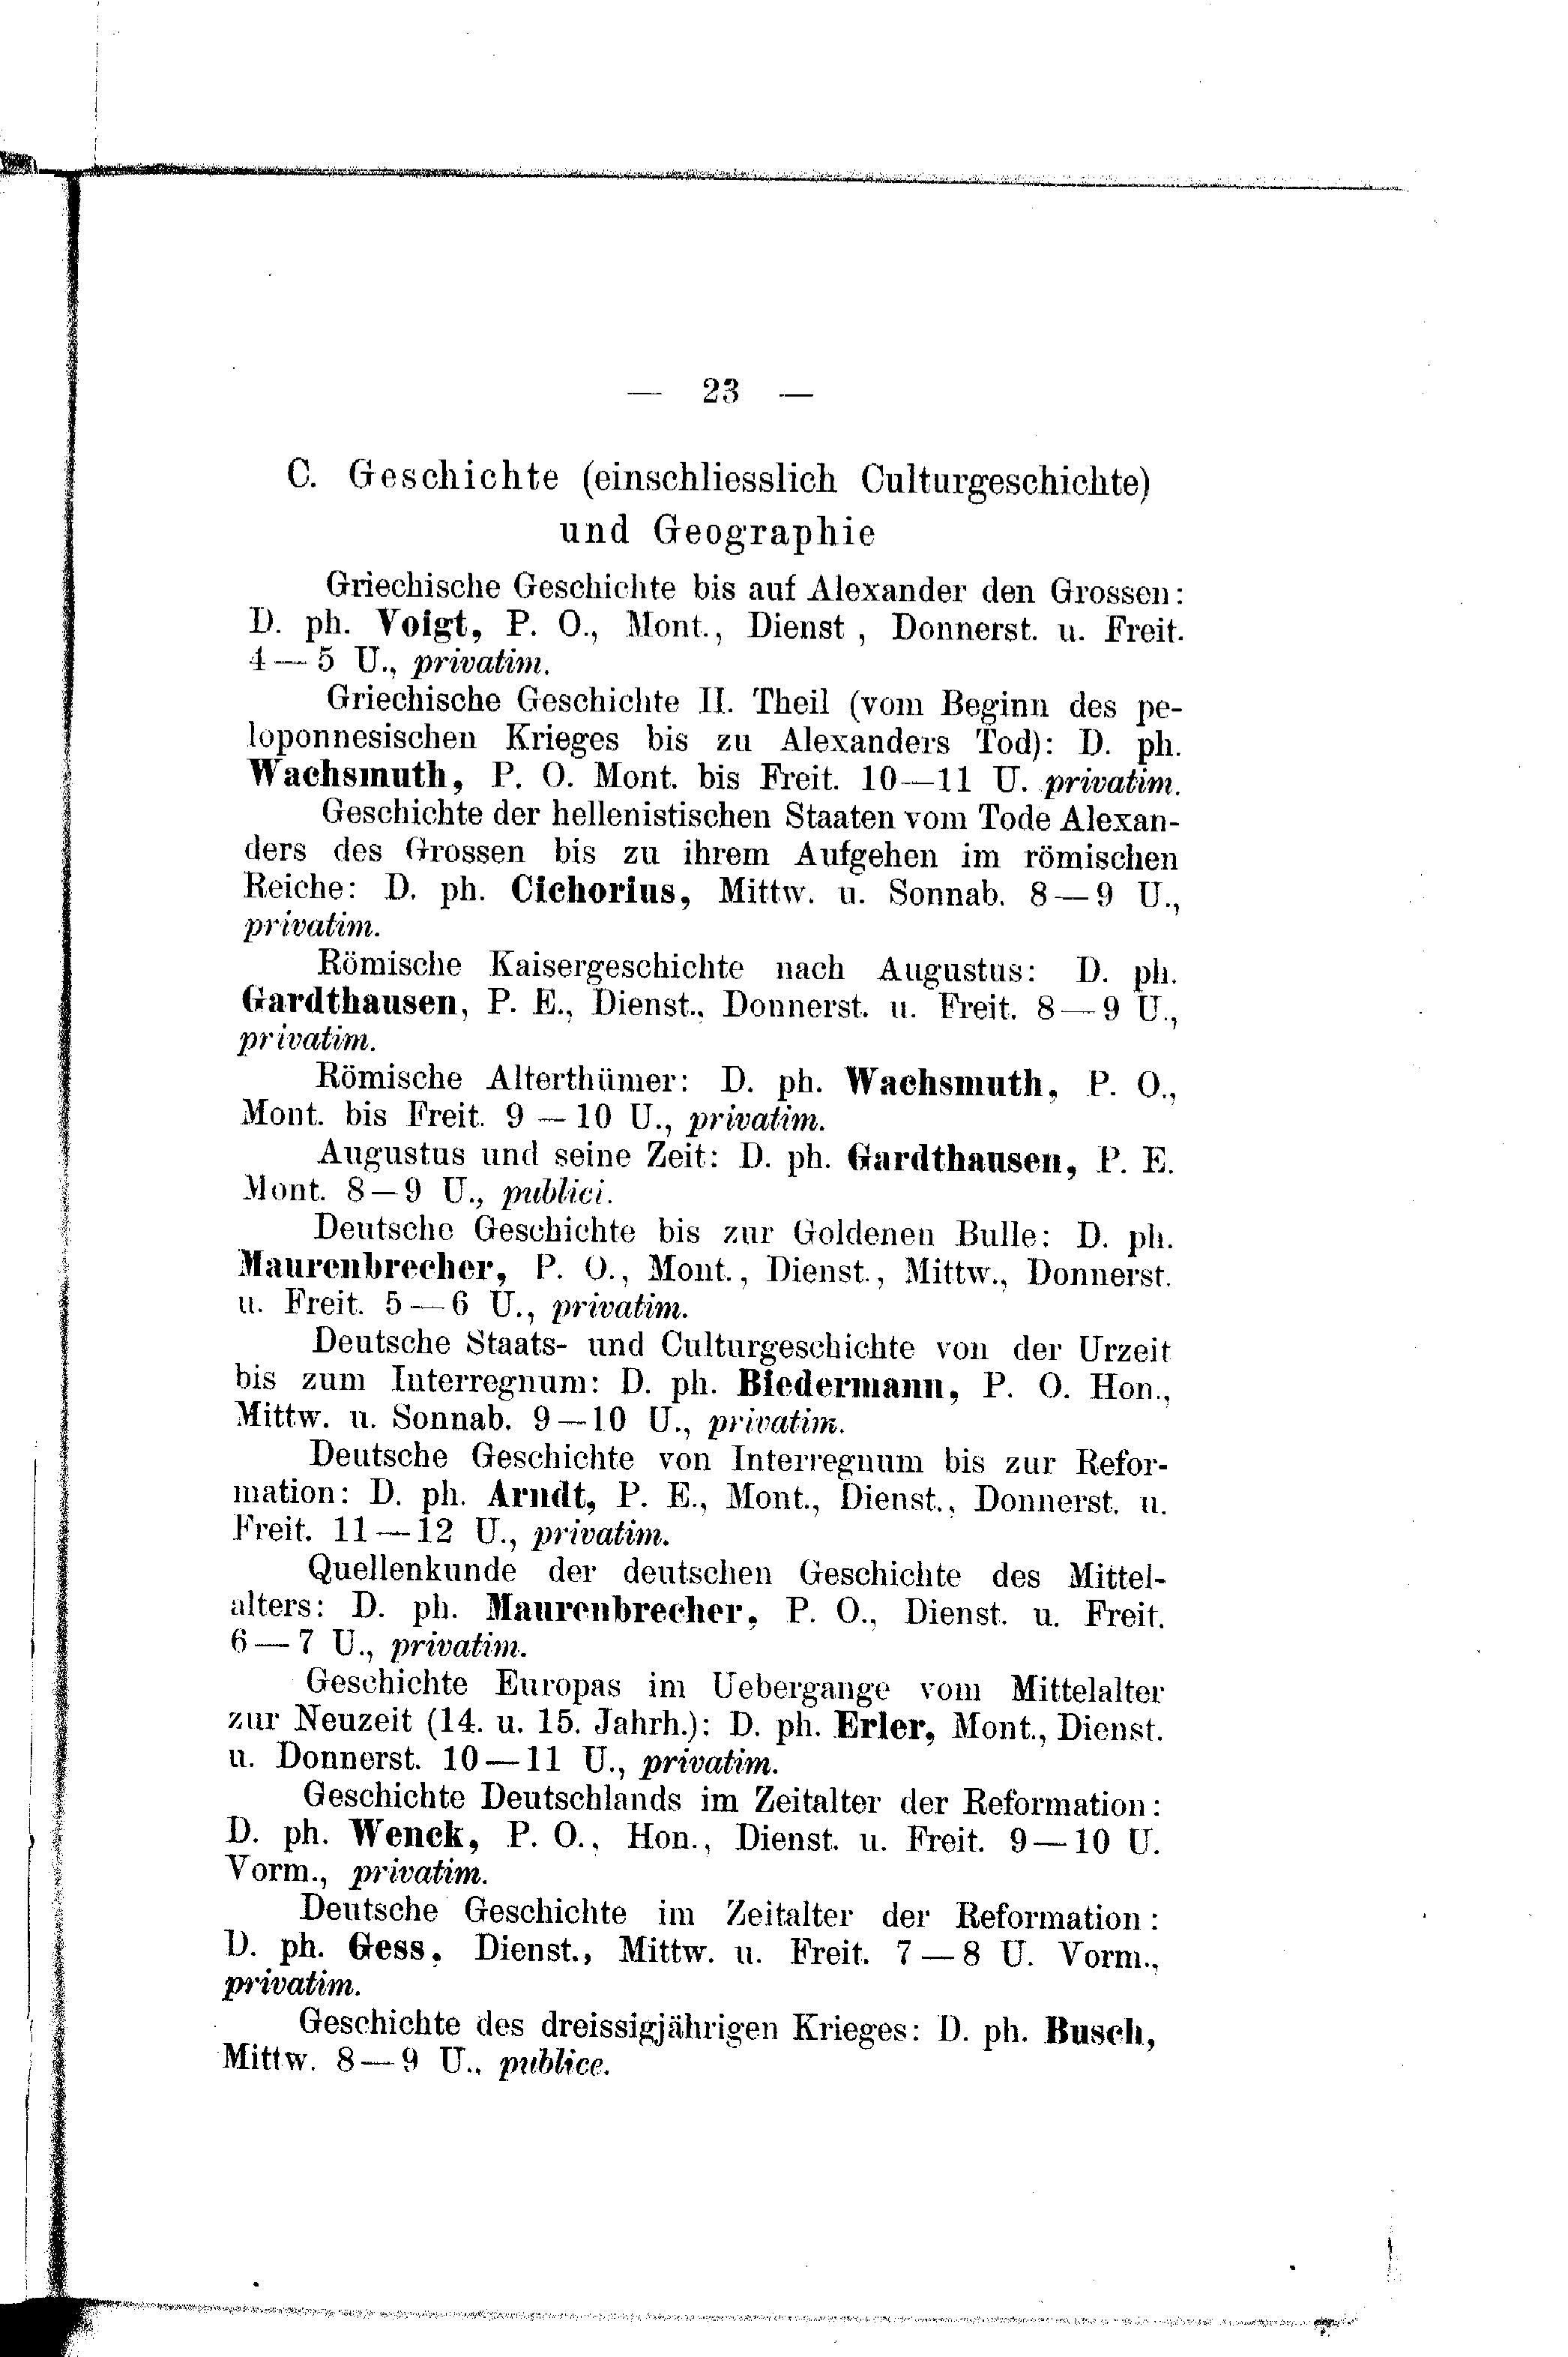 — 23 —
C. Geschichte (einschliesslich Culturgeschichte)
und Geographie
Griechische Geschichte bis auf Alexander den Grossen:
D. ph. Voigt, P. O., Mont., Dienst , Donnerst. u. Freit.
4 — 5 U., privatim.
Griechische Geschichte II. Theil (vom Beginn des pe-
loponnesischen Krieges bis zu Alexanders Tod): D. ph.
Wachsmuth, P. O. Mont. bis Freit. 10—11 U. privatim.
Geschichte der hellenistischen Staaten vom Tode Alexan-
ders des Grossen bis zu ihrem Aufgehen im römischen
Reiche: D. ph. Cichorius, Mittw. u. Sonnab. 8 — 9 U.,
privatim.
Römische Kaisergeschichte nach Augustus: D. ph.
Gardthausen, P. E., Dienst., Donnerst. u. Freit. 8 — 9 U.,
privatim.
Römische Alterthümer: D. ph. Wachsmuth, P. O.,
Mont. bis Freit. 9 — 10 U., privatim.
Augustus und seine Zeit: D. ph. Gardthausen, P. E.
Mont. 8 — 9 U., publici.
Deutsche Geschichte bis zur Goldenen Bulle: D. ph.
Maurenbrecher, P. O., Mont., Dienst., Mittw., Donnerst.
u. Freit. 5 — 6 U., privatim.
Deutsche Staats- und Culturgeschichte von der Urzeit
bis zum Interregnum: D. ph. Biedermann, P. O. Hon.,
Mittw. u. Sonnab. 9 — 10 U., privatim.
Deutsche Geschichte von Interregnum bis zur Refor-
mation: D. ph. Arndt, P. E., Mont., Dienst., Donnerst. u.
Freit. 11 — 12 U., privatim.
Quellenkunde der deutschen Geschichte des Mittel-
alters: D. ph. Maurenbrecher, P. O., Dienst. u. Freit.
6 — 7 U., privatim.
Geschichte Europas im Uebergange vom Mittelalter
zur Neuzeit (14. u. 15. Jahrh.): D. ph. Erler, Mont., Dienst.
u. Donnerst. 10 — 11 U., privatim.
Geschichte Deutschlands im Zeitalter der Reformation:
D. ph. Wenck, P. O., Hon., Dienst. u. Freit. 9 — 10 U.
Vorm., privatim.
Deutsche Geschichte im Zeitalter der Reformation :
D. ph. Gess, Dienst., Mittw. u. Freit. 7 — 8 U. Vorm.,
privatim.
Geschichte des dreissigjährigen Krieges: D. ph. Busch,
Mittw. 8 — 9 U., publice.